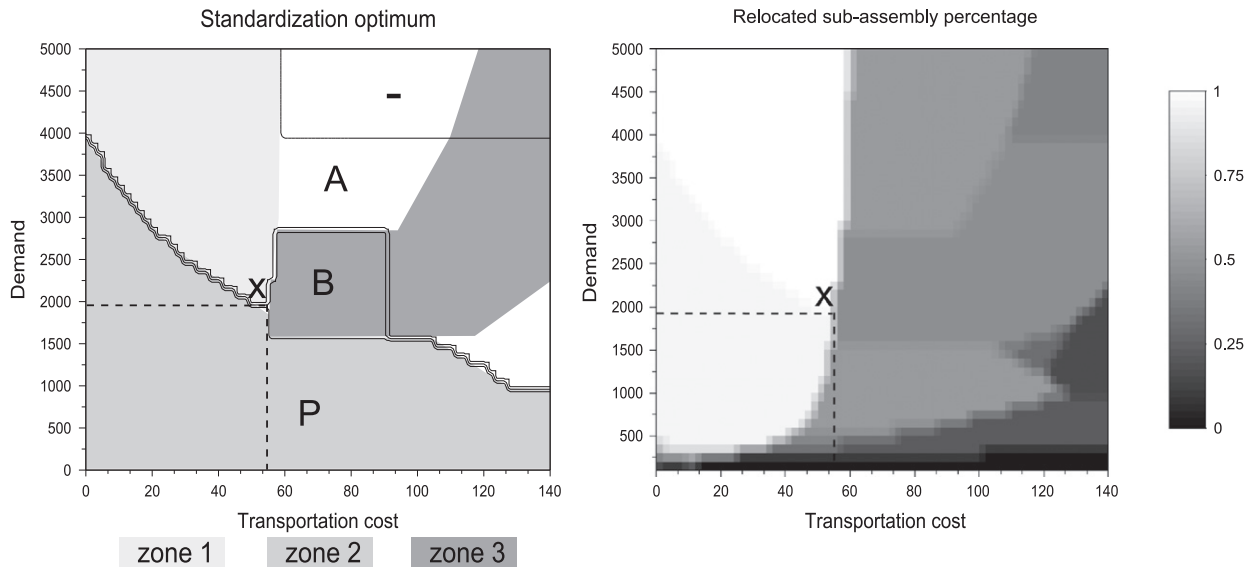 Standardization optimum
5000
4500
4000
3500
3000
2500
2000
1500
1000
500
0
Demand
-
A
X
B
P
0 20 40 60 80 100 120 140
Transportation cost
zone 1 zone 2 zone 3
Relocated sub-assembly percentage
5000
4500
4000
3500
3000
2500
2000
1500
1000
500
Demand
X
0 20 40 60 80 100 120 140
Transportation cost
1
0.75
0.5
0.25
0